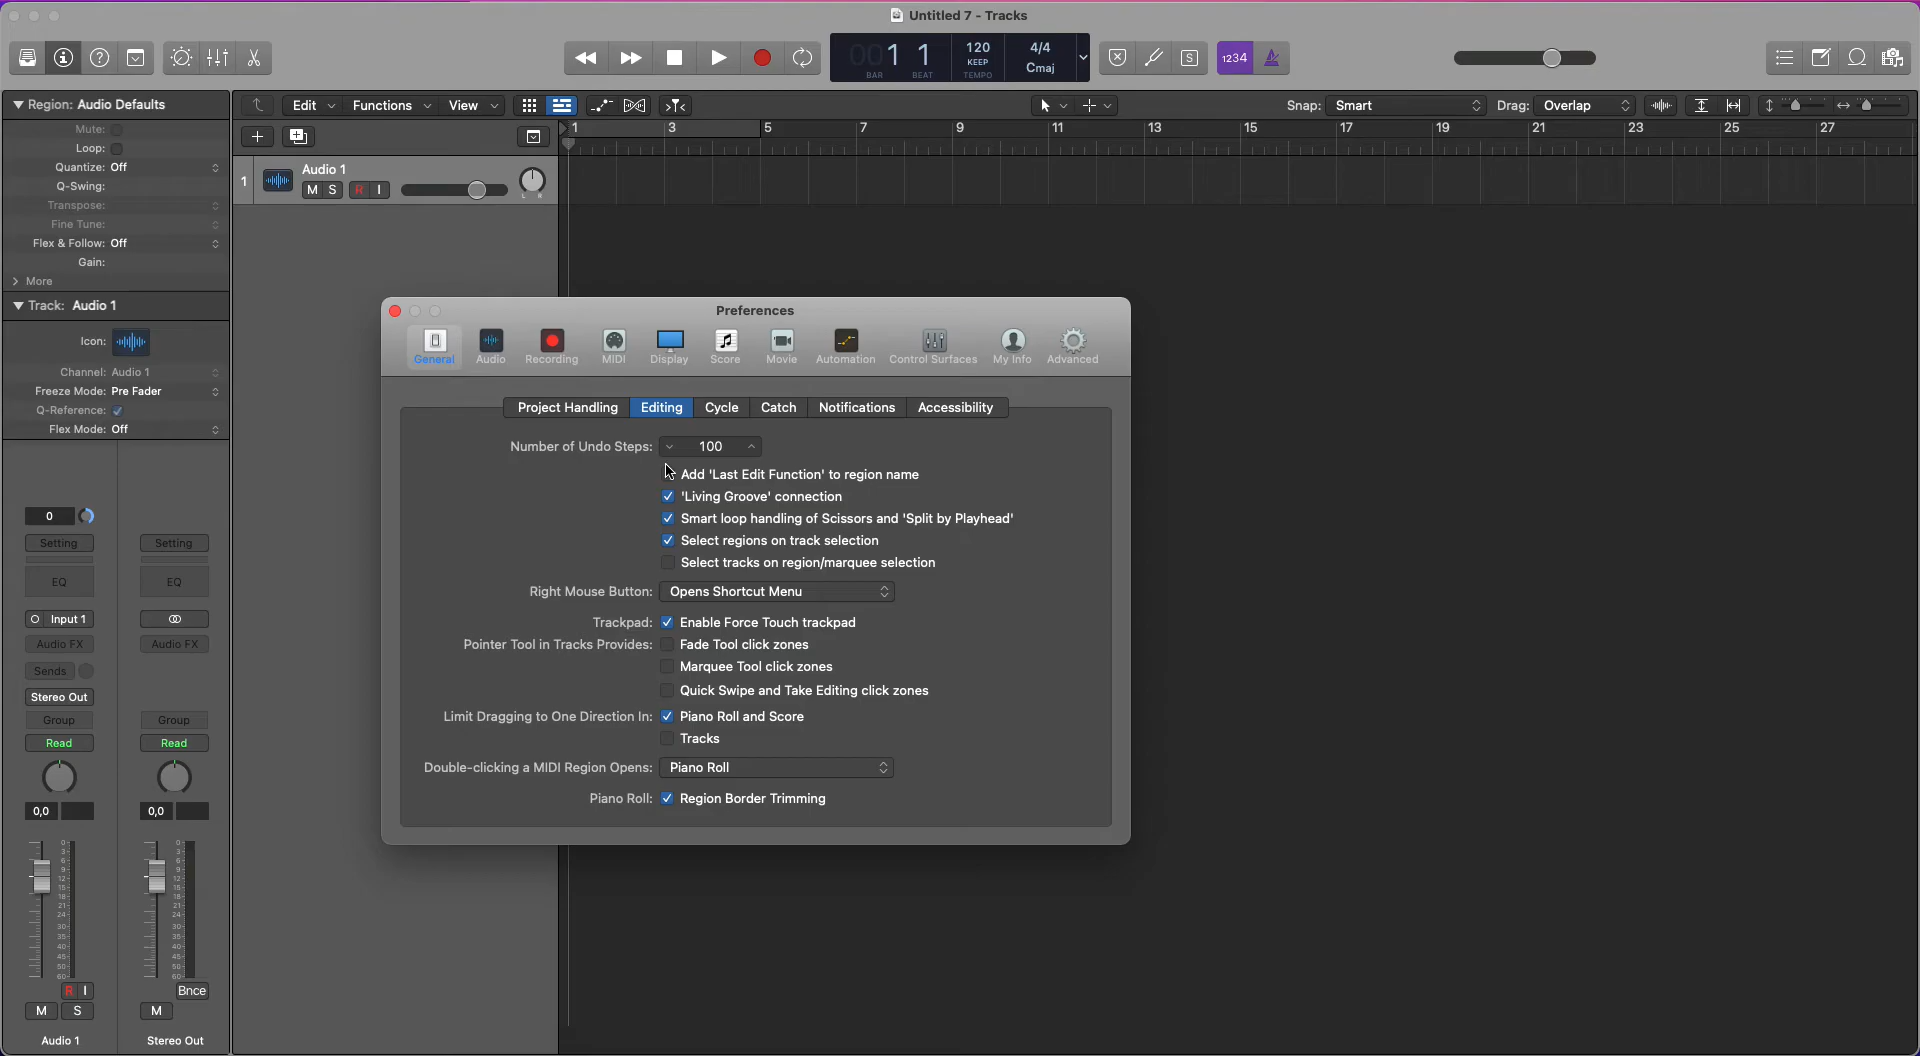 Untitled 7 - Tracks
1 1
BAR BEAT
120
KEEP
TEMPO
4/4
Cmaj
S
1234
Region: Audio Defaults
Mute:
Loop:
Quantize: Off
Q-Swing:
Transpose:
Fine Tune:
Flex & Follow: Off
Gain:
More
Track: Audio 1
Icon:
Channel: Audio 1
Freeze Mode: Pre Fader
Q-Reference:
Flex Mode: Off
Edit Functions View
Snap: Smart
Drag: Overlap
1 3 5 7 9 11 13 15 17 19 21 23 25 27
1
Audio 1
M S R I
L R
Preferences
General Audio Recording MIDI Display Score Movie Automation Control Surfaces My Info Advanced
Project Handling Editing Cycle Catch Notifications Accessibility
Number of Undo Steps: 100
Add 'Last Edit Function' to region name
'Living Groove' connection
Smart loop handling of Scissors and 'Split by Playhead'
Select regions on track selection
Select tracks on region/marquee selection
Right Mouse Button: Opens Shortcut Menu
Trackpad: Enable Force Touch trackpad
Pointer Tool in Tracks Provides: Fade Tool click zones
Marquee Tool click zones
Quick Swipe and Take Editing click zones
Limit Dragging to One Direction In: Piano Roll and Score
Tracks
Double-clicking a MIDI Region Opens: Piano Roll
Piano Roll: Region Border Trimming
0
Setting Setting
EQ EQ
Input 1
Audio FX Audio FX
Sends
Stereo Out
Group Group
Read Read
0,0 0,0
R I Bnce
M S M
Audio 1 Stereo Out